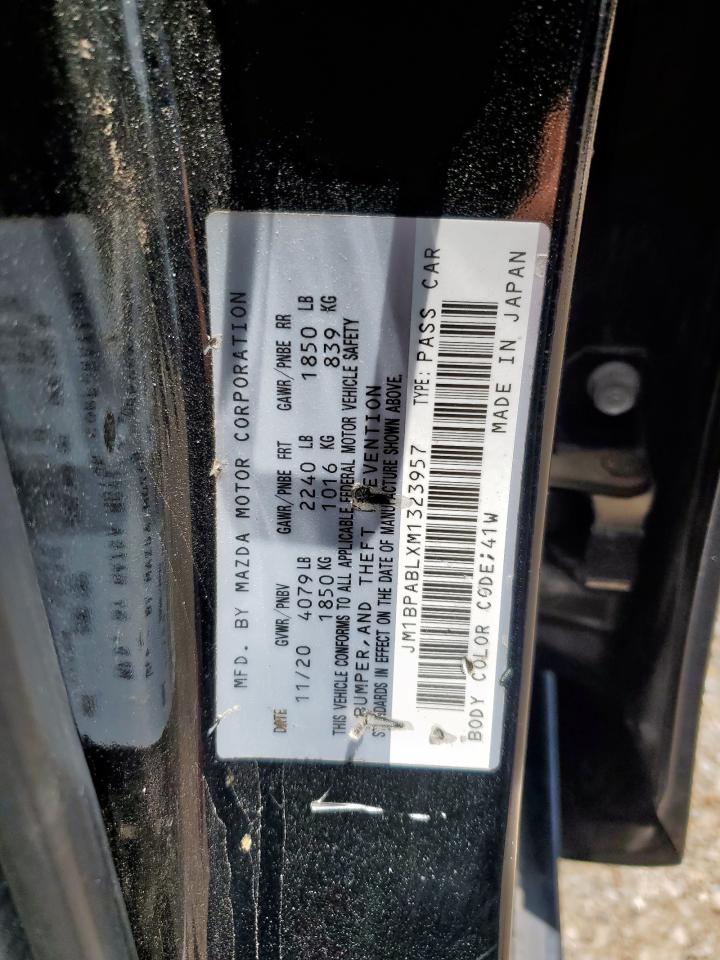 MFD. BY MAZDA MOTOR CORPORATION
DATE GVWR/PNBV GAWR/PNBE FRT GAWR/PNBE RR
11/20 4079 LB 2240 LB 1850 LB
1850 KG 1016 KG 839 KG
THIS VEHICLE CONFORMS TO ALL APPLICABLE FEDERAL MOTOR VEHICLE SAFETY
BUMPER, AND THEFT
STANDARDS IN EFFECT ON THE DATE OF MANUFACTURE SHOWN ABOVE.
JM1BPABLXM1323957 TYPE: PASS CAR
BODY COLOR CODE;41W MADE IN JAPAN